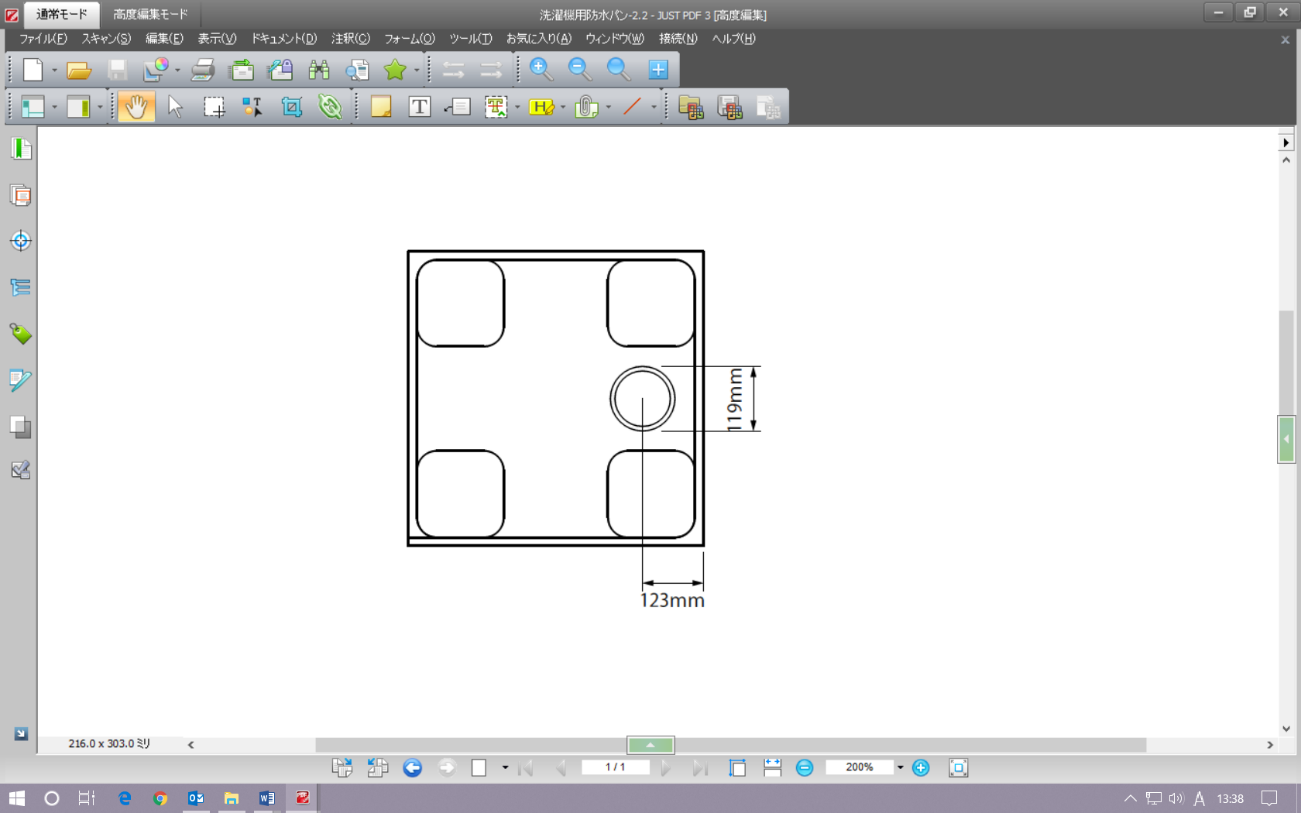 通常モード 高度編集モード 洗濯機用防水パン-2.2 - JUST PDF 3 [高度編集]
ファイル(F) スキャン(S) 編集(E) 表示(V) ドキュメント(D) 注釈(C) フォーム(O) ツール(T) お気に入り(A) ウィンドウ(W) 接続(N) ヘルプ(H)
119mm
123mm
216.0 x 303.0 ミリ
1 / 1 200%
A 13:38